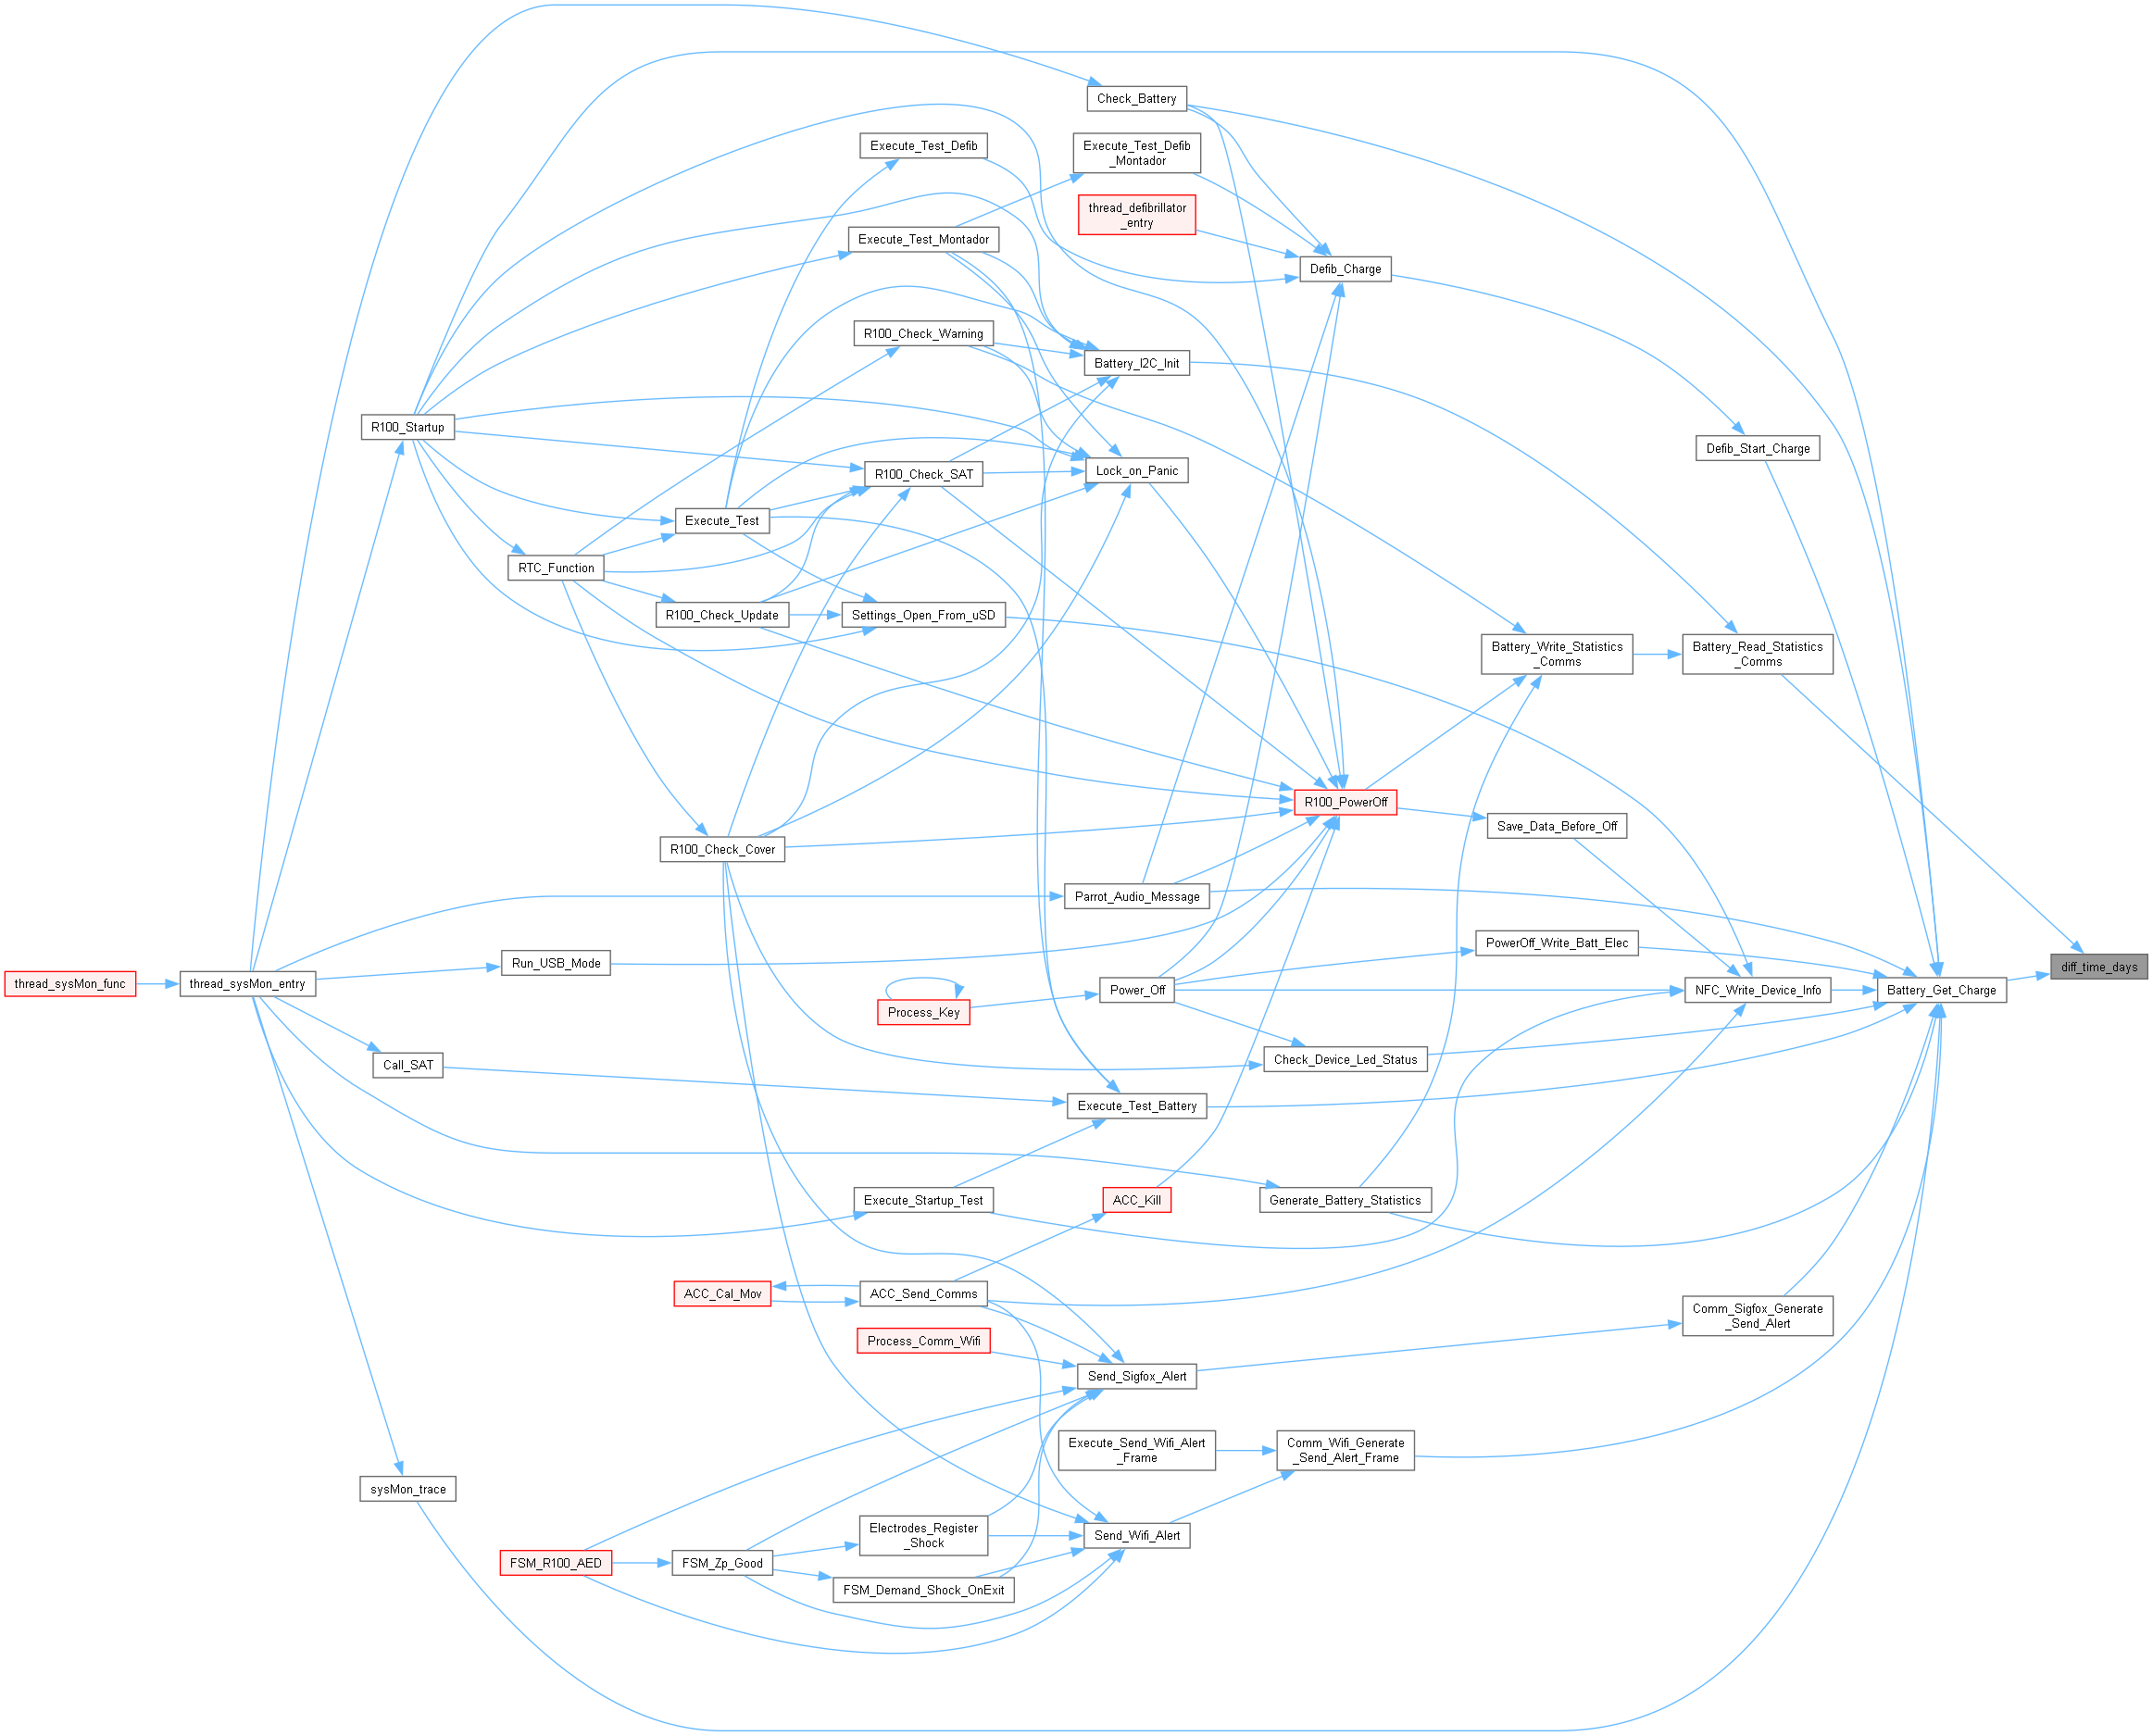 Check_Battery
Execute_Test_Defib
Execute_Test_Defib
_Montador
thread_defibrillator
_entry
Execute_Test_Montador
Defib_Charge
R100_Check_Warning
Battery_I2C_Init
R100_Startup
Defib_Start_Charge
R100_Check_SAT
Lock_on_Panic
Execute_Test
RTC_Function
R100_Check_Update
Settings_Open_From_uSD
Battery_Write_Statistics
_Comms
Battery_Read_Statistics
_Comms
R100_PowerOff
Save_Data_Before_Off
R100_Check_Cover
Parrot_Audio_Message
PowerOff_Write_Batt_Elec
Run_USB_Mode
diff_time_days
thread_sysMon_func
thread_sysMon_entry
Process_Key
Power_Off
NFC_Write_Device_Info
Battery_Get_Charge
Call_SAT
Check_Device_Led_Status
Execute_Test_Battery
Execute_Startup_Test
ACC_Kill
Generate_Battery_Statistics
ACC_Cal_Mov
ACC_Send_Comms
Comm_Sigfox_Generate
_Send_Alert
Process_Comm_Wifi
Send_Sigfox_Alert
Execute_Send_Wifi_Alert
_Frame
Comm_Wifi_Generate
_Send_Alert_Frame
sysMon_trace
Electrodes_Register
_Shock
Send_Wifi_Alert
FSM_R100_AED
FSM_Zp_Good
FSM_Demand_Shock_OnExit